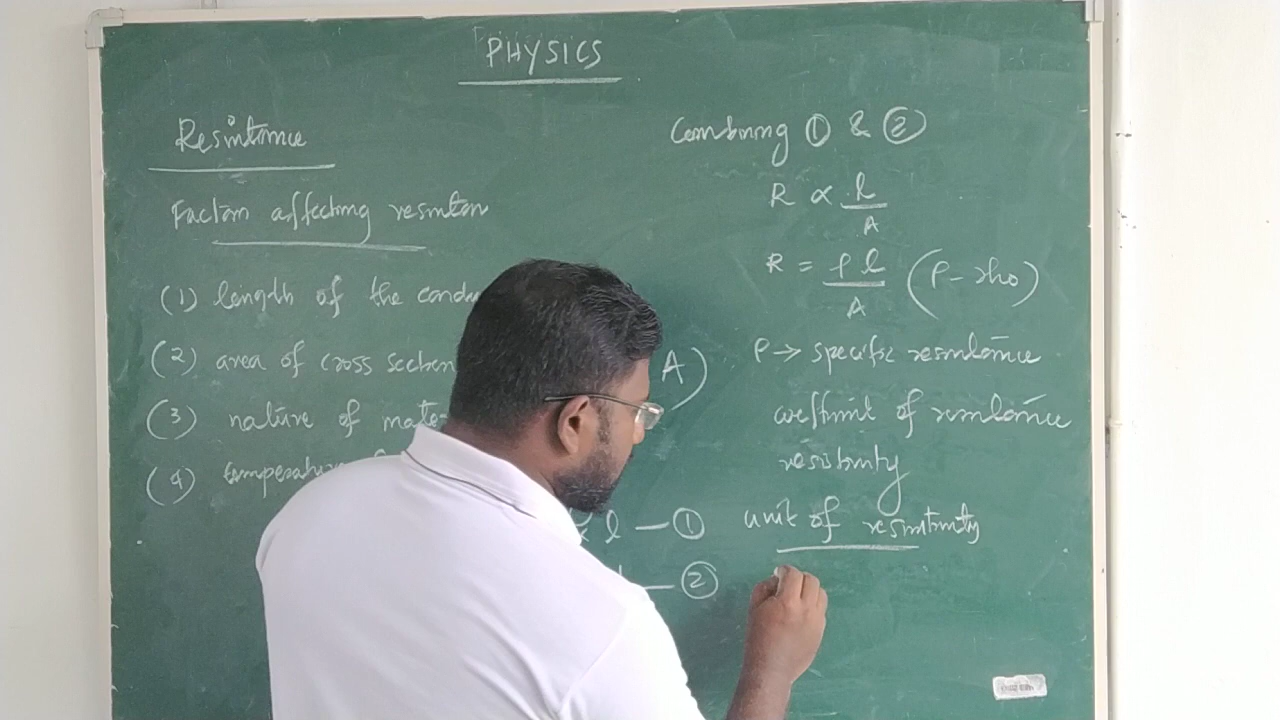 PHYSICS
Resistance
Factors affecting resistan
(1) length of the condu
(2) area of cross section A)
(3) nature of mate
(4) temperature
∝ l — ①
— ②
Combining ① & ②
R ∝ l / A
R = ρ l / A (ρ - rho)
ρ → specific resistance
coefficient of resistance
resistivity
unit of resistivity